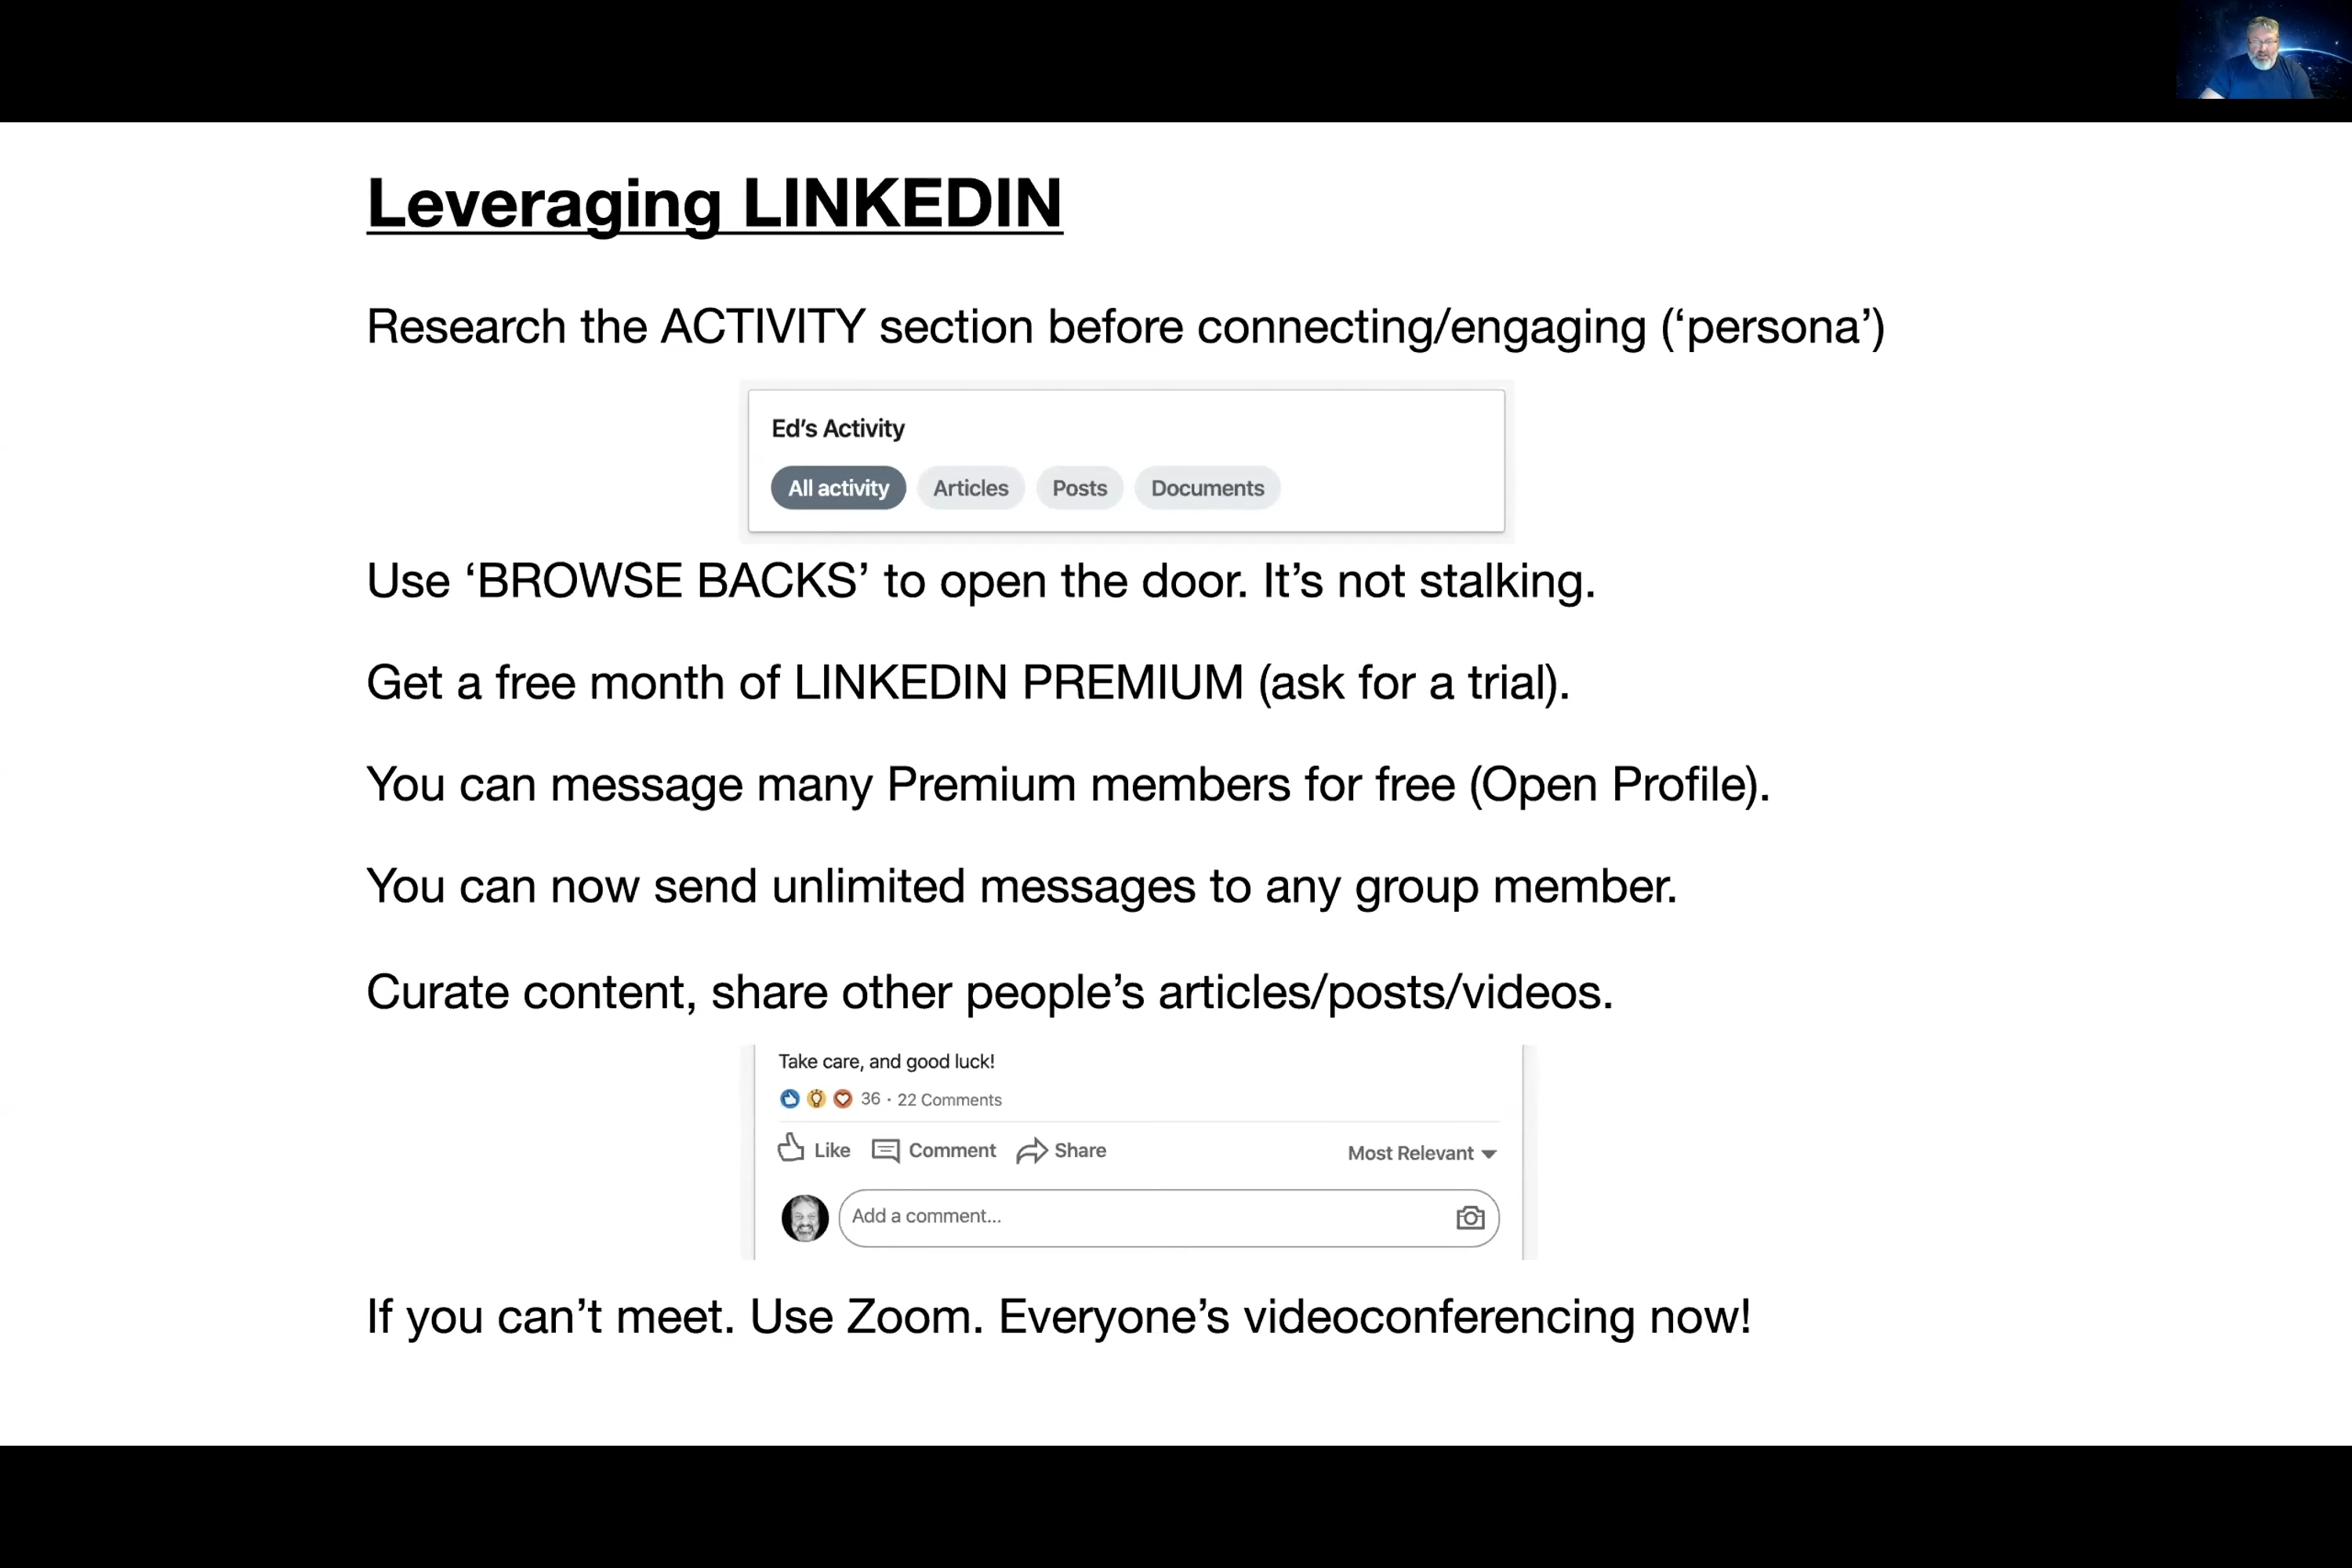 Leveraging LINKEDIN
Research the ACTIVITY section before connecting/engaging (‘persona’)
Ed’s Activity
All activity Articles Posts Documents
Use ‘BROWSE BACKS’ to open the door. It’s not stalking.
Get a free month of LINKEDIN PREMIUM (ask for a trial).
You can message many Premium members for free (Open Profile).
You can now send unlimited messages to any group member.
Curate content, share other people’s articles/posts/videos.
Take care, and good luck!
36 · 22 Comments
Like Comment Share Most Relevant
Add a comment...
If you can’t meet. Use Zoom. Everyone’s videoconferencing now!